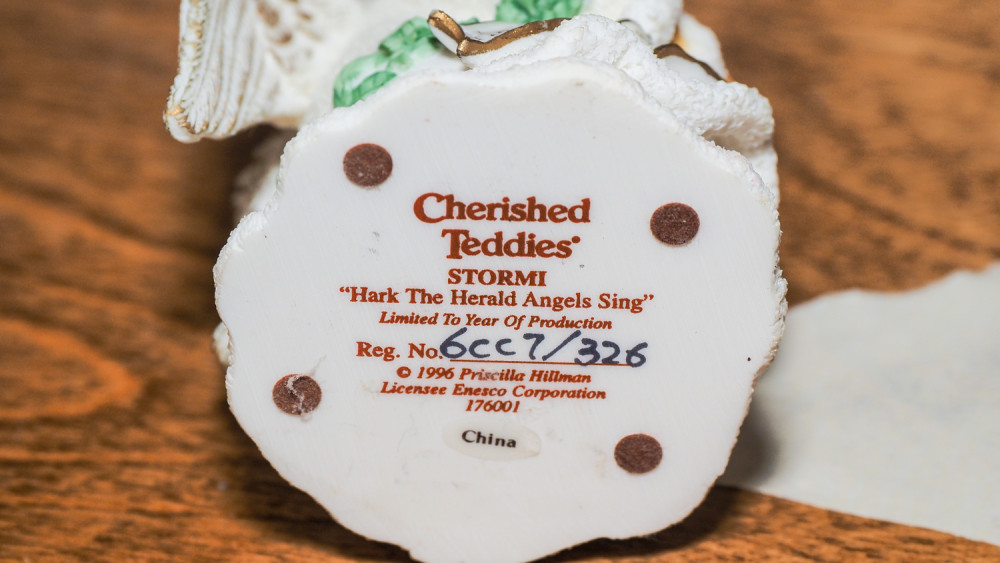 Cherished
Teddies
STORMI
“Hark The Herald Angels Sing”
Limited To Year Of Production
Reg. No. 6CC7/326
© 1996 Priscilla Hillman
Licensee Enesco Corporation
176001
China